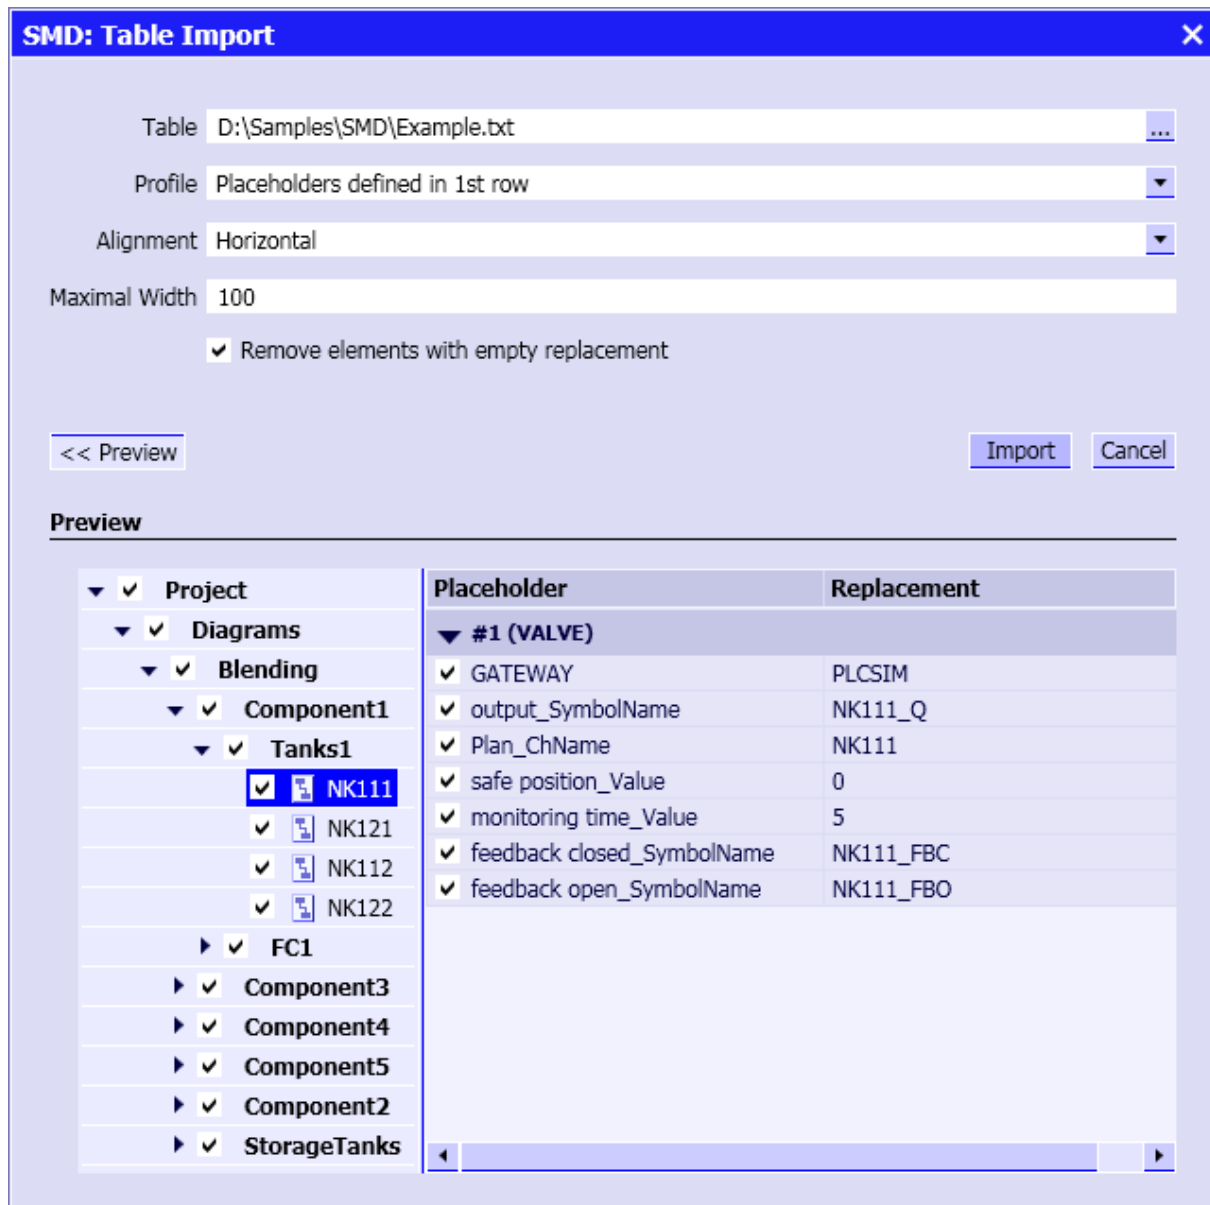 SMD: Table Import
Table D:\Samples\SMD\Example.txt ...
Profile Placeholders defined in 1st row
Alignment Horizontal
Maximal Width 100
Remove elements with empty replacement
<< Preview Import Cancel
Preview
Project
Diagrams
Blending
Component1
Tanks1
NK111
NK121
NK112
NK122
FC1
Component3
Component4
Component5
Component2
StorageTanks
Placeholder Replacement
#1 (VALVE)
GATEWAY PLCSIM
output_SymbolName NK111_Q
Plan_ChName NK111
safe position_Value 0
monitoring time_Value 5
feedback closed_SymbolName NK111_FBC
feedback open_SymbolName NK111_FBO